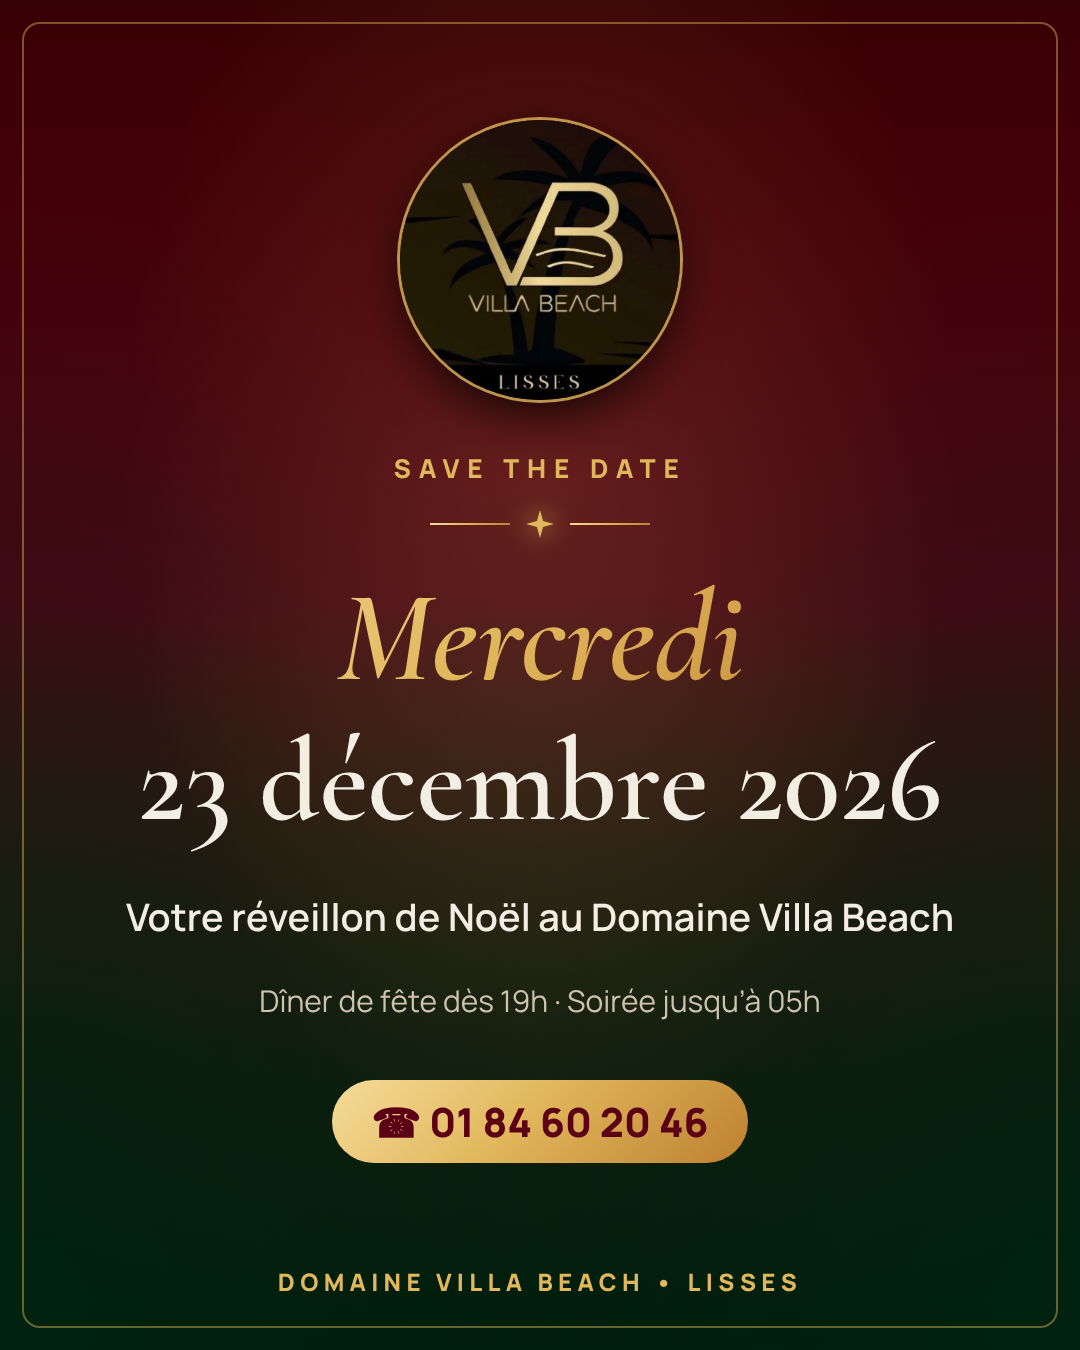 VB
VILLA BEACH
LISSES
SAVE THE DATE
Mercredi
23 décembre 2026
Votre réveillon de Noël au Domaine Villa Beach
Dîner de fête dès 19h · Soirée jusqu’à 05h
☎ 01 84 60 20 46
DOMAINE VILLA BEACH • LISSES